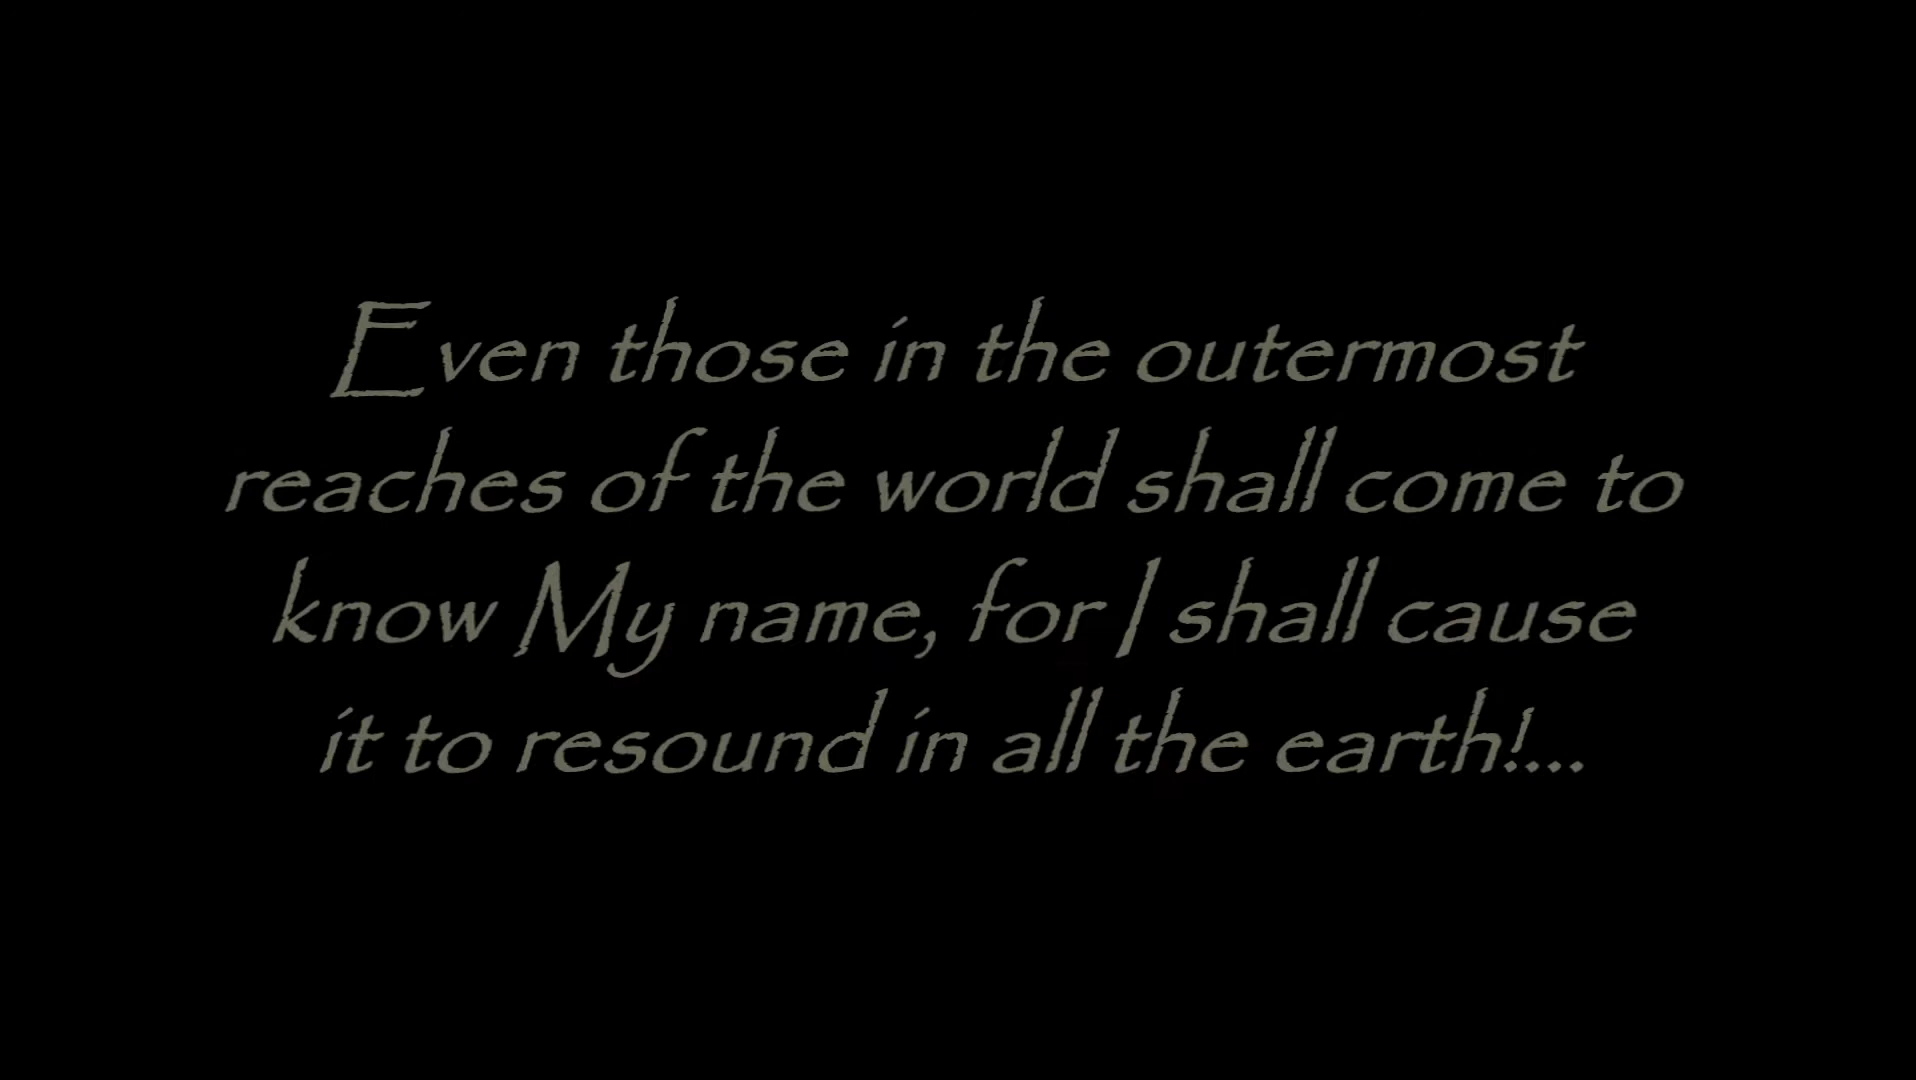 Even those in the outermost
reaches of the world shall come to
know My name, for I shall cause
it to resound in all the earth!...